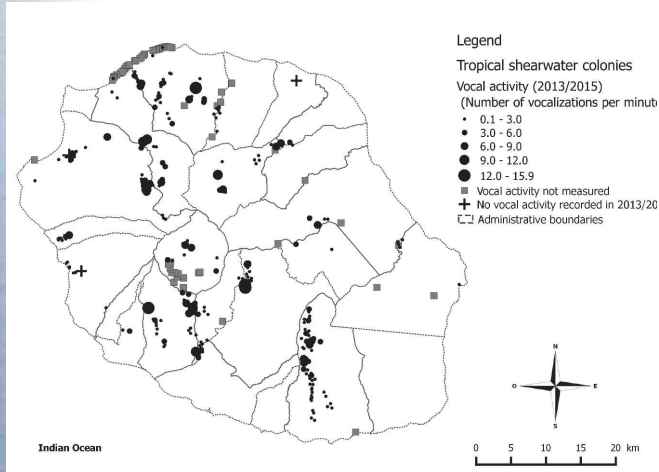 Legend
Tropical shearwater colonies
Vocal activity (2013/2015)
(Number of vocalizations per minute
0.1 - 3.0
3.0 - 6.0
6.0 - 9.0
9.0 - 12.0
12.0 - 15.9
Vocal activity not measured
No vocal activity recorded in 2013/20
Administrative boundaries
N
O
E
S
Indian Ocean
0 5 10 15 20 km